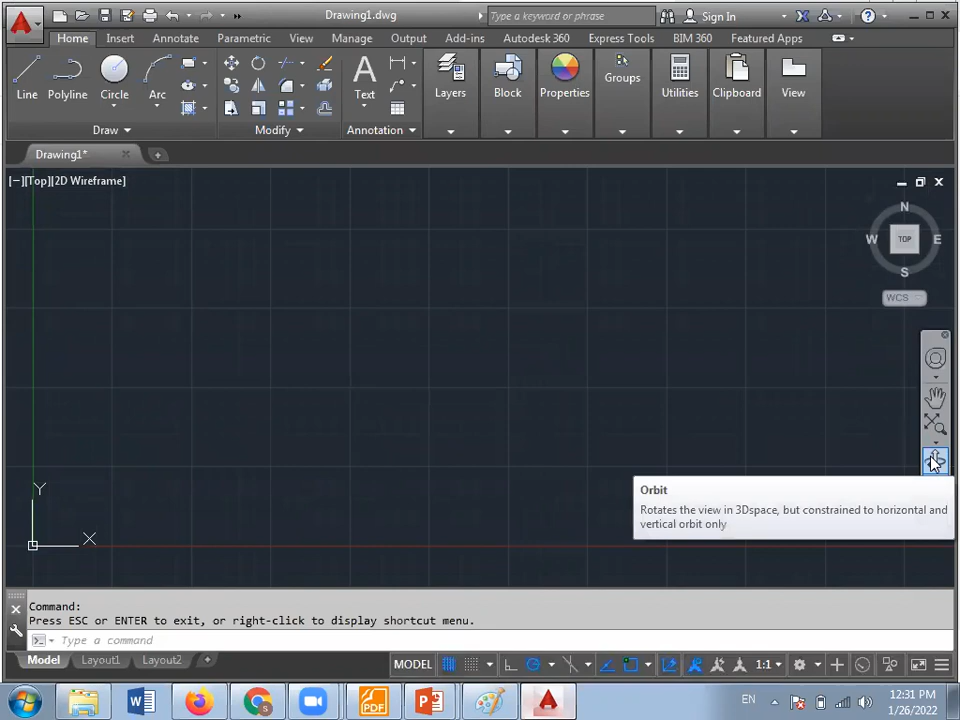 Drawing1.dwg
Type a keyword or phrase
Sign In
Home Insert Annotate Parametric View Manage Output Add-ins Autodesk 360 Express Tools BIM 360 Featured Apps
Line Polyline Circle Arc Text Layers Block Properties Groups Utilities Clipboard View
Draw Modify Annotation
Drawing1*
[−][Top][2D Wireframe]
N
W TOP E
S
WCS
Orbit
Rotates the view in 3Dspace, but constrained to horizontal and
vertical orbit only
Y
X
Command:
Press ESC or ENTER to exit, or right-click to display shortcut menu.
Type a command
Model Layout1 Layout2 MODEL 1:1
EN
12:31 PM
1/26/2022